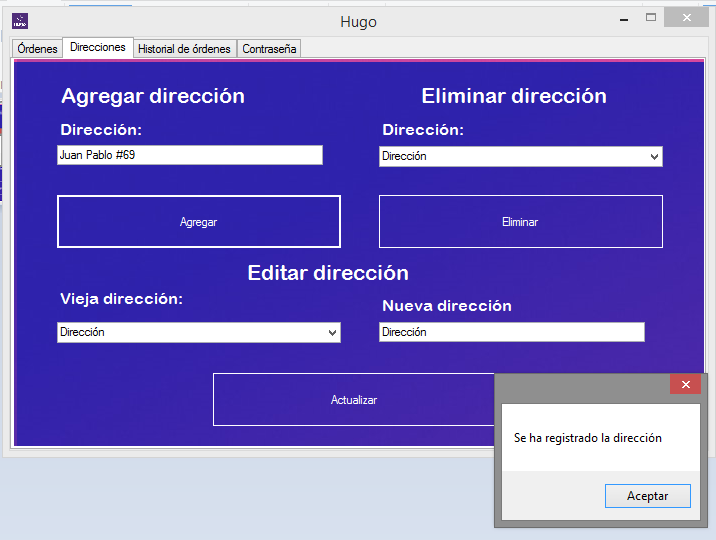 Hugo
Órdenes Direcciones Historial de órdenes Contraseña
Agregar dirección
Dirección:
Juan Pablo #69
Agregar
Eliminar dirección
Dirección:
Dirección
Eliminar
Editar dirección
Vieja dirección:
Dirección
Nueva dirección
Dirección
Actualizar
Se ha registrado la dirección
Aceptar